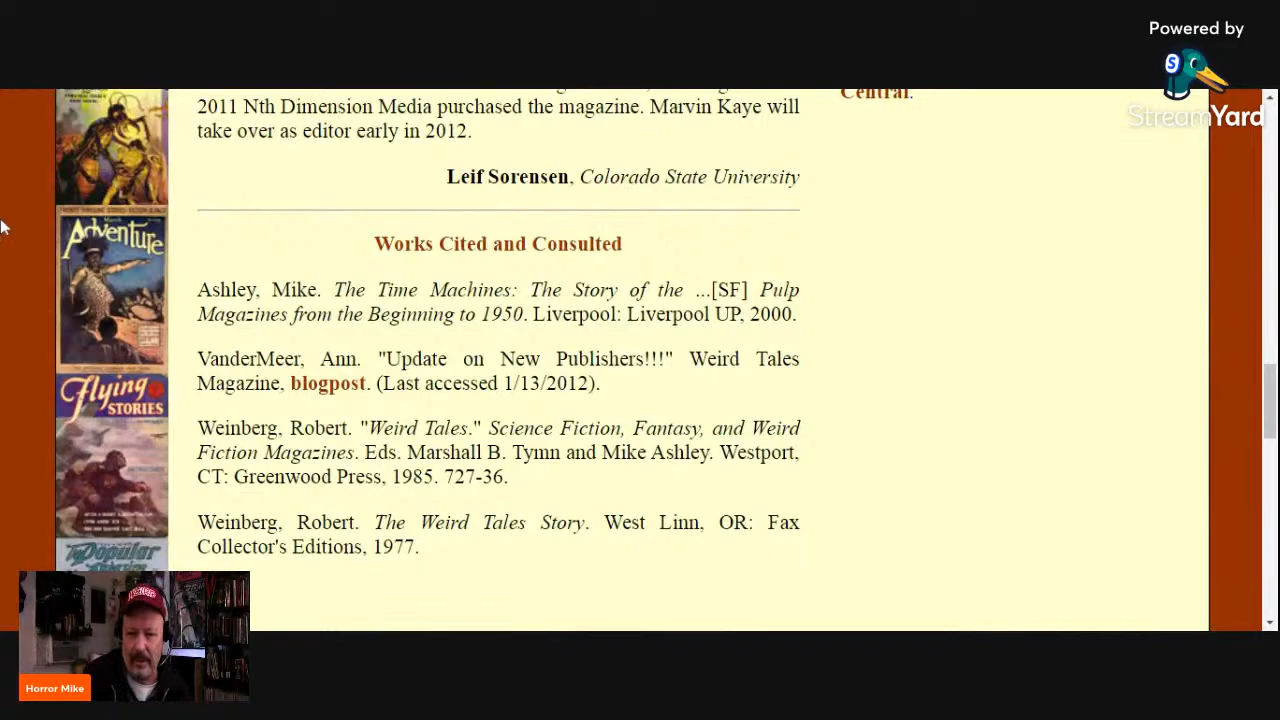 Powered by
StreamYard
Central.
2011 Nth Dimension Media purchased the magazine. Marvin Kaye will
take over as editor early in 2012.
Leif Sorensen, Colorado State University
Works Cited and Consulted
Ashley, Mike. The Time Machines: The Story of the ...[SF] Pulp
Magazines from the Beginning to 1950. Liverpool: Liverpool UP, 2000.
VanderMeer, Ann. "Update on New Publishers!!!" Weird Tales
Magazine, blogpost. (Last accessed 1/13/2012).
Weinberg, Robert. "Weird Tales." Science Fiction, Fantasy, and Weird
Fiction Magazines. Eds. Marshall B. Tymn and Mike Ashley. Westport,
CT: Greenwood Press, 1985. 727-36.
Weinberg, Robert. The Weird Tales Story. West Linn, OR: Fax
Collector's Editions, 1977.
March
Adventure
Flying
STORIES
Popular
Horror Mike